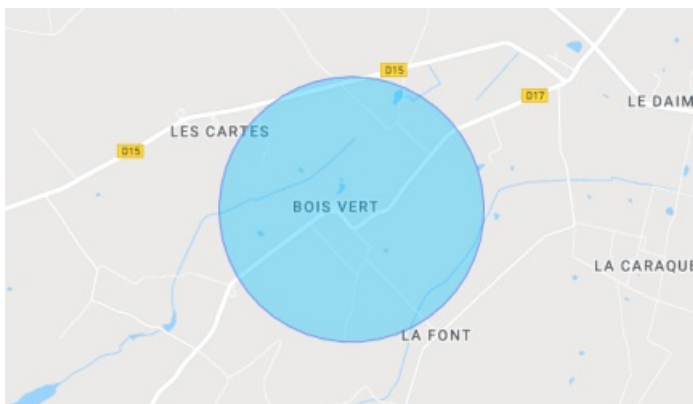 D15
D17
LE DAIM
LES CARTES
D15
BOIS VERT
LA CARAQUE
LA FONT